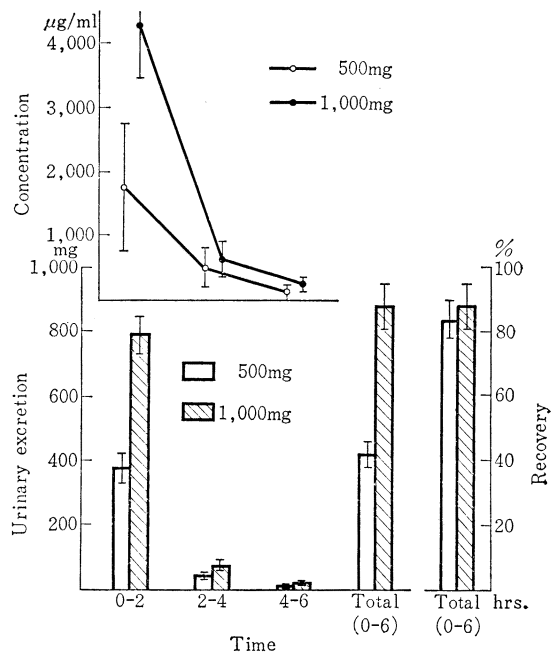 μg/ml
4,000
3,000
2,000
1,000
Concentration
500mg
1,000mg
mg
1,000
800
600
400
200
Urinary excretion
500mg
1,000mg
%
100
80
60
40
20
Recovery
0-2 2-4 4-6 Total Total hrs.
(0-6) (0-6)
Time